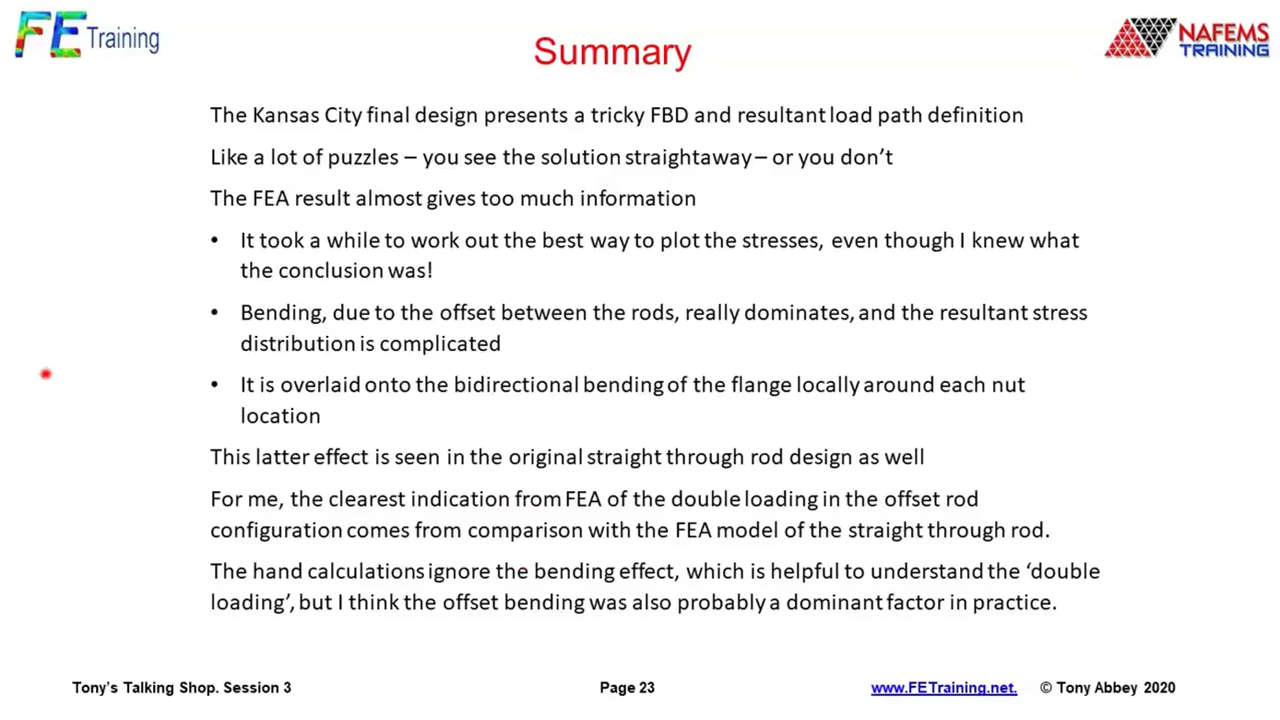 FE Training
Summary
NAFEMS
TRAINING
The Kansas City final design presents a tricky FBD and resultant load path definition
Like a lot of puzzles – you see the solution straightaway – or you don’t
The FEA result almost gives too much information
• It took a while to work out the best way to plot the stresses, even though I knew what
the conclusion was!
• Bending, due to the offset between the rods, really dominates, and the resultant stress
distribution is complicated
• It is overlaid onto the bidirectional bending of the flange locally around each nut
location
This latter effect is seen in the original straight through rod design as well
For me, the clearest indication from FEA of the double loading in the offset rod
configuration comes from comparison with the FEA model of the straight through rod.
The hand calculations ignore the bending effect, which is helpful to understand the ‘double
loading’, but I think the offset bending was also probably a dominant factor in practice.
Tony’s Talking Shop. Session 3
Page 23
www.FETraining.net. © Tony Abbey 2020